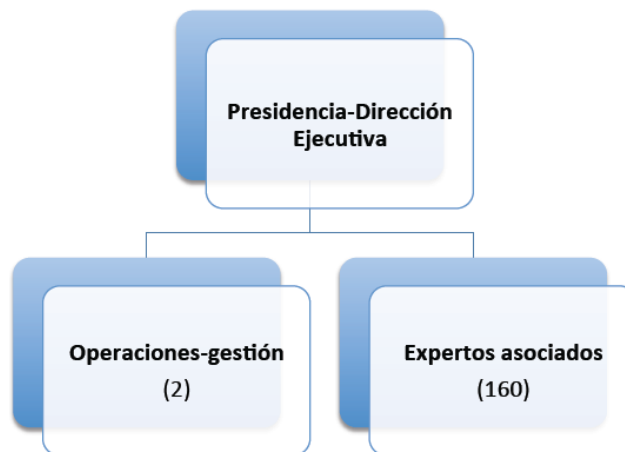 Presidencia-Dirección
Ejecutiva
Operaciones-gestión
(2)
Expertos asociados
(160)